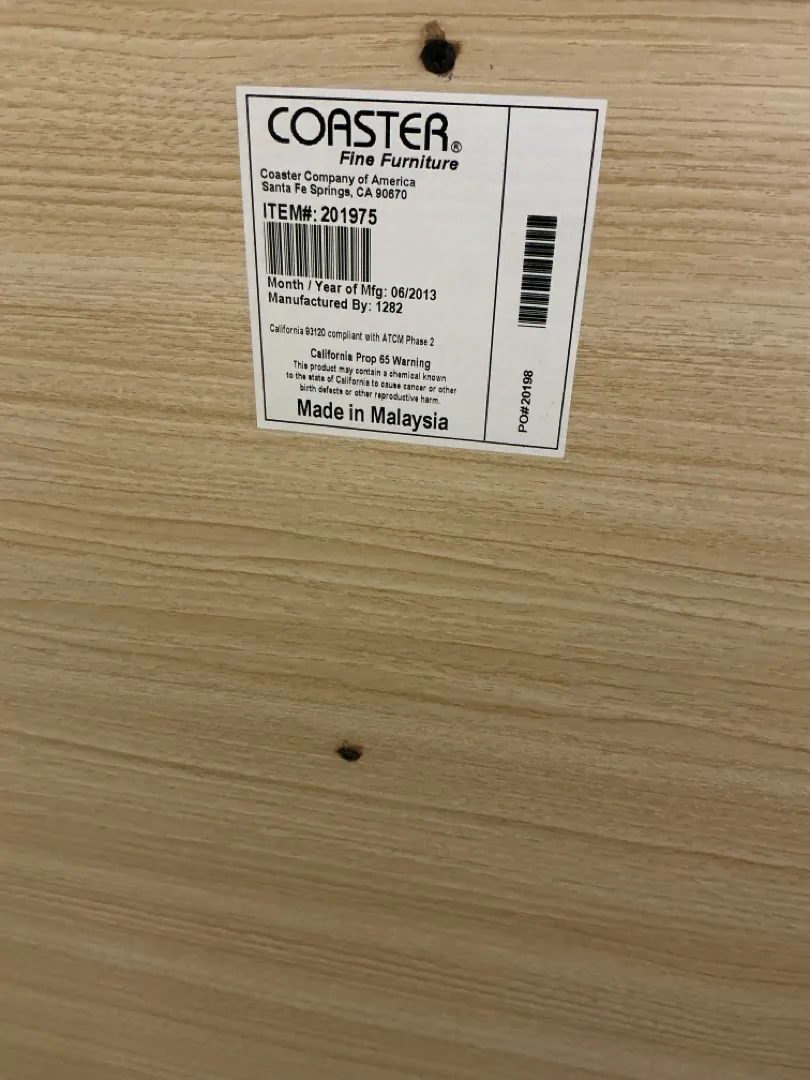 COASTER®
Fine Furniture
Coaster Company of America
Santa Fe Springs, CA 90670
ITEM#: 201975
Month / Year of Mfg: 06/2013
Manufactured By: 1282
California 93120 compliant with ATCM Phase 2
California Prop 65 Warning
This product may contain a chemical known
to the state of California to cause cancer or other
birth defects or other reproductive harm.
Made in Malaysia
PO#20198